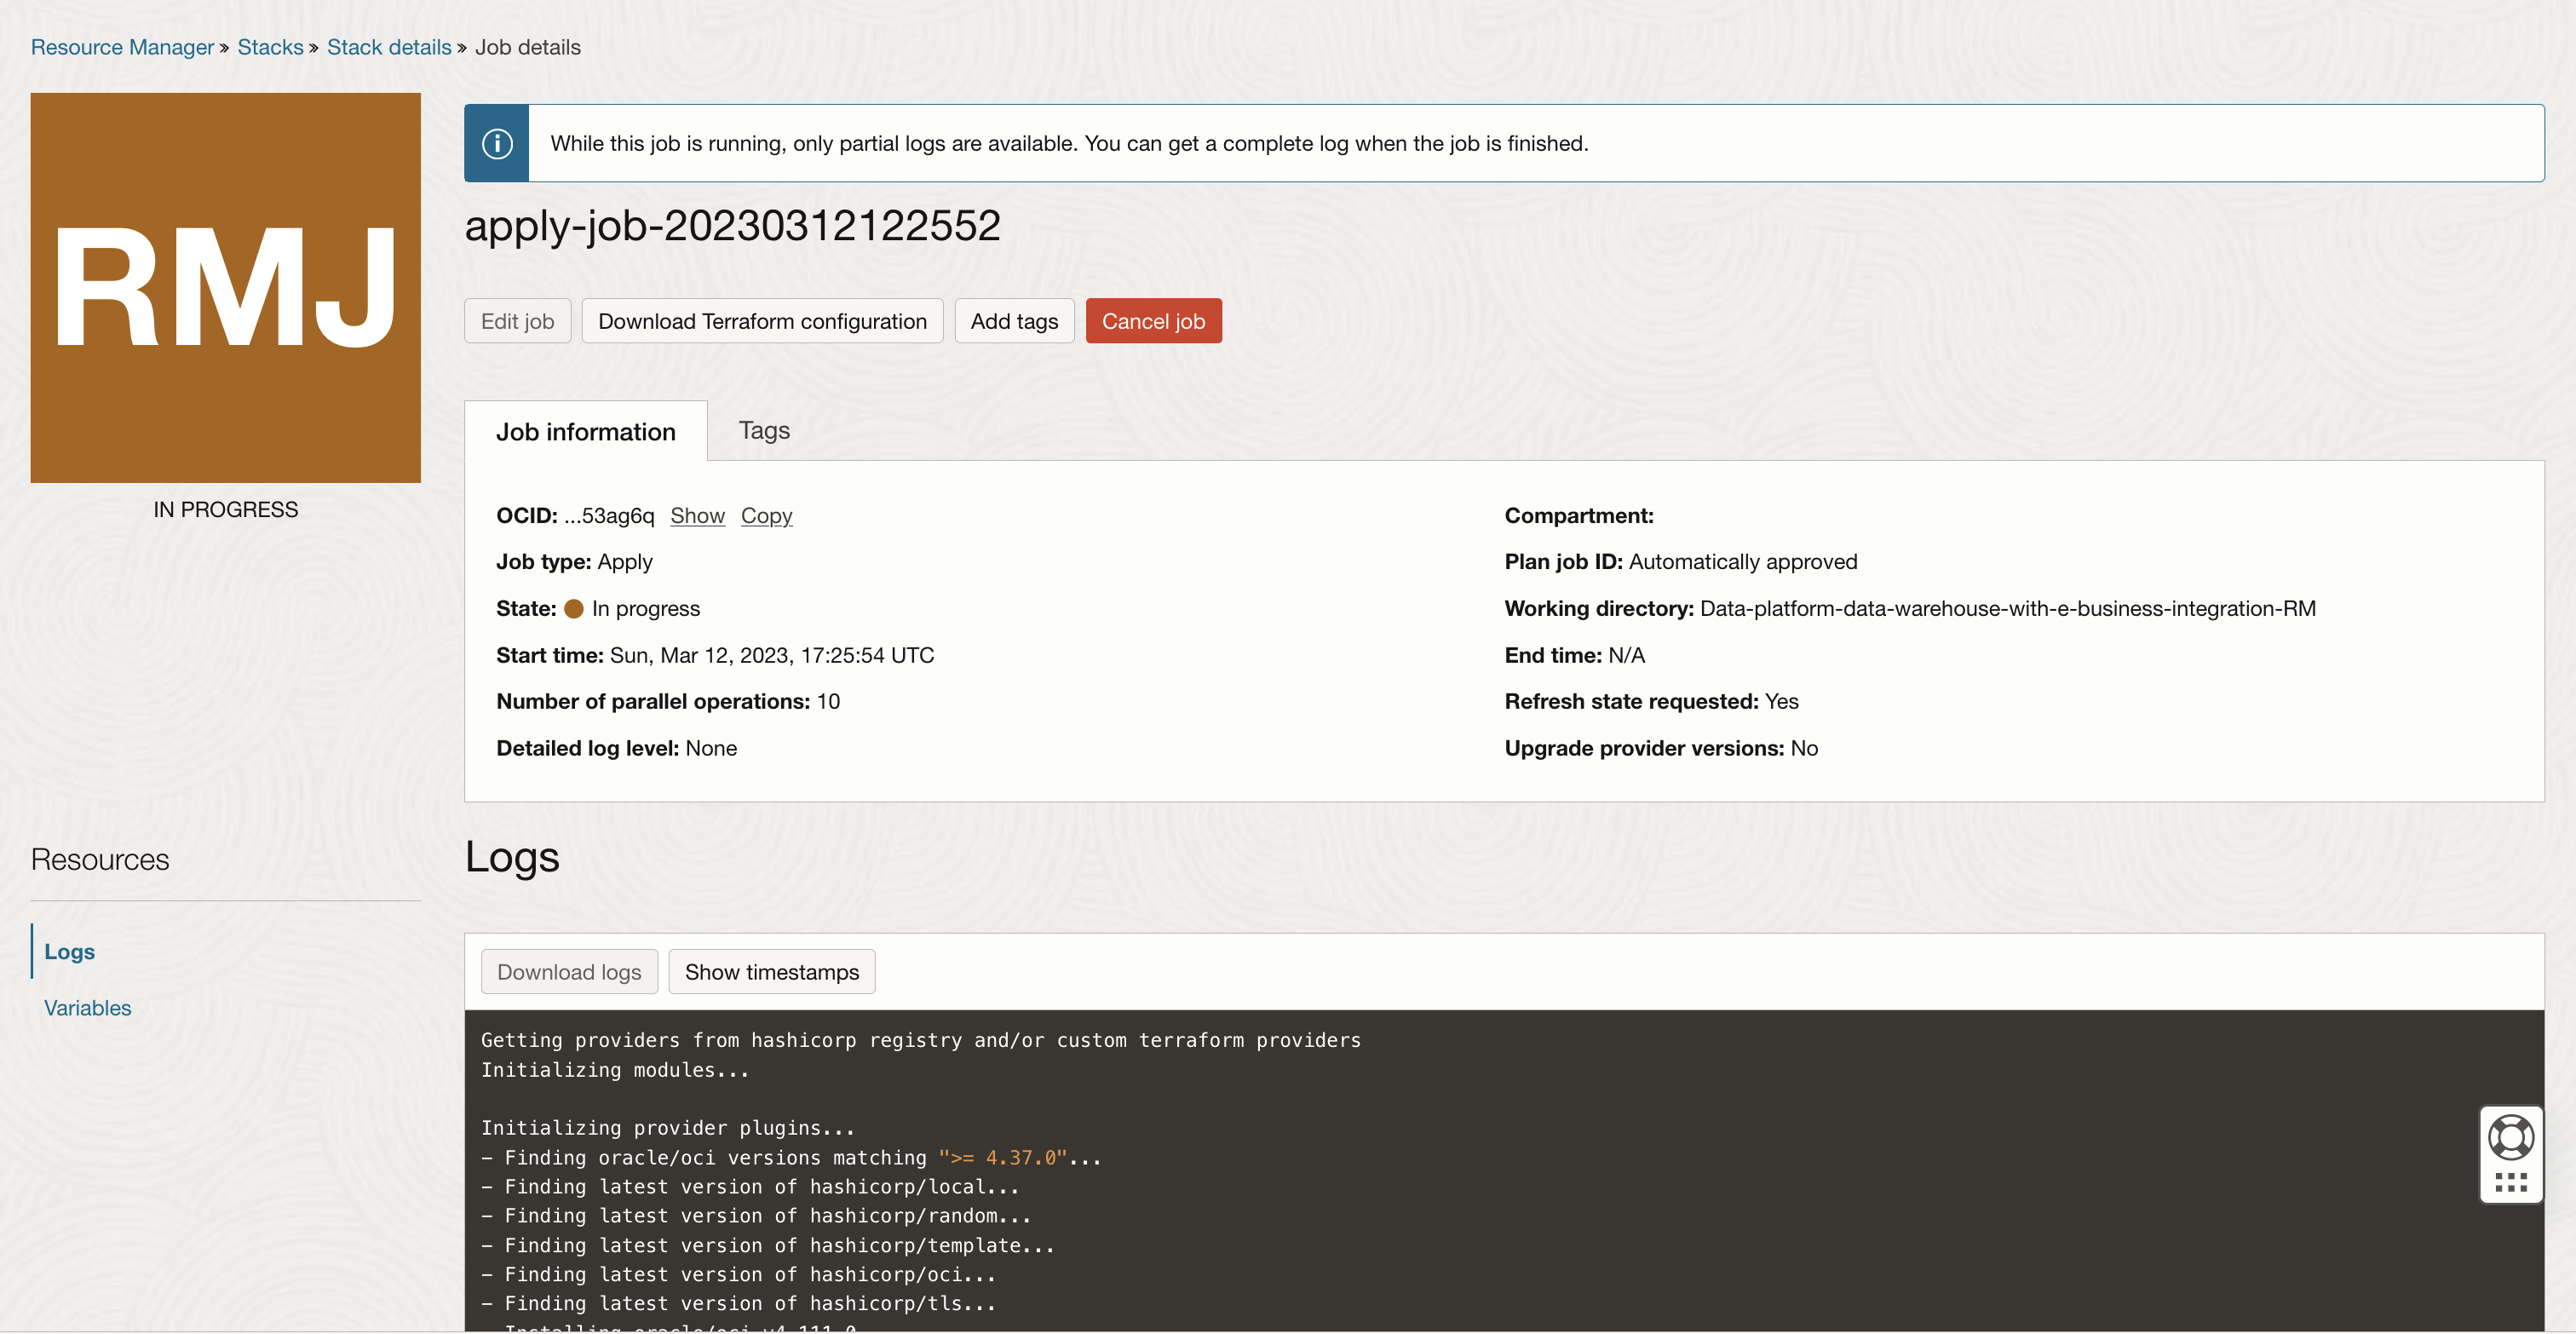 Resource Manager » Stacks » Stack details » Job details
RMJ
IN PROGRESS
While this job is running, only partial logs are available. You can get a complete log when the job is finished.
apply-job-20230312122552
Edit job
Download Terraform configuration
Add tags
Cancel job
Job information
Tags
OCID: ...53ag6q Show Copy
Job type: Apply
State: In progress
Start time: Sun, Mar 12, 2023, 17:25:54 UTC
Number of parallel operations: 10
Detailed log level: None
Compartment:
Plan job ID: Automatically approved
Working directory: Data-platform-data-warehouse-with-e-business-integration-RM
End time: N/A
Refresh state requested: Yes
Upgrade provider versions: No
Resources
Logs
Variables
Logs
Download logs
Show timestamps
Getting providers from hashicorp registry and/or custom terraform providers
Initializing modules...
Initializing provider plugins...
- Finding oracle/oci versions matching ">= 4.37.0"...
- Finding latest version of hashicorp/local...
- Finding latest version of hashicorp/random...
- Finding latest version of hashicorp/template...
- Finding latest version of hashicorp/oci...
- Finding latest version of hashicorp/tls...
- Installing oracle/oci v4.111.0